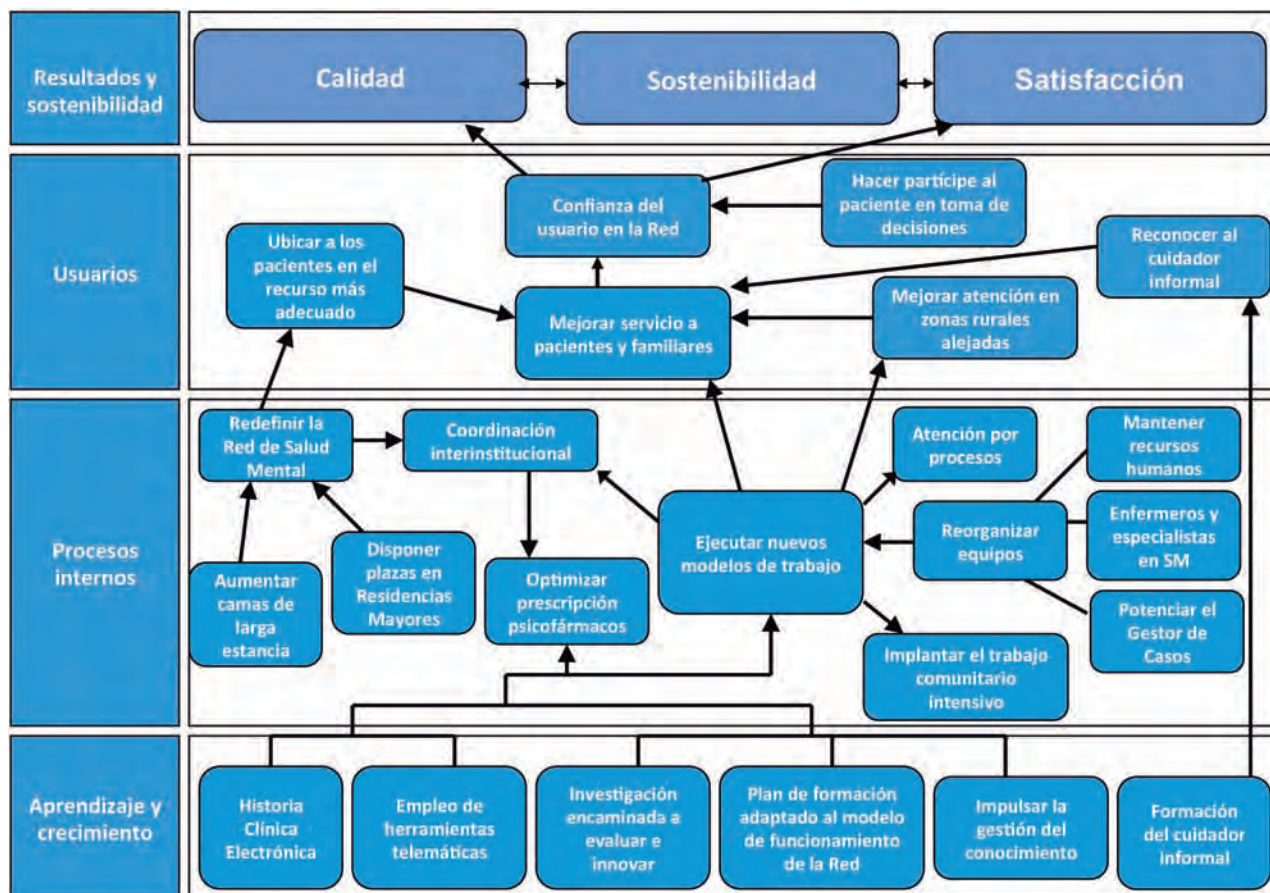 Resultados y
sostenibilidad
Calidad
Sostenibilidad
Satisfacción
Usuarios
Confianza del
usuario en la Red
Hacer partícipe al
paciente en toma de
decisiones
Ubicar a los
pacientes en el
recurso más
adecuado
Reconocer al
cuidador informal
Mejorar servicio a
pacientes y familiares
Mejorar atención en
zonas rurales
alejadas
Procesos
internos
Redefinir la
Red de Salud
Mental
Coordinación
interinstitucional
Atención por
procesos
Mantener
recursos
humanos
Ejecutar nuevos
modelos de trabajo
Reorganizar
equipos
Enfermeros y
especialistas
en SM
Aumentar
camas de
larga
estancia
Disponer
plazas en
Residencias
Mayores
Optimizar
prescripción
psicofármacos
Implantar el trabajo
comunitario
intensivo
Potenciar el
Gestor de
Casos
Aprendizaje y
crecimiento
Historia
Clínica
Electrónica
Empleo de
herramientas
telemáticas
Investigación
encaminada a
evaluar e
innovar
Plan de formación
adaptado al modelo
de funcionamiento
de la Red
Impulsar la
gestión del
conocimiento
Formación
del cuidador
informal